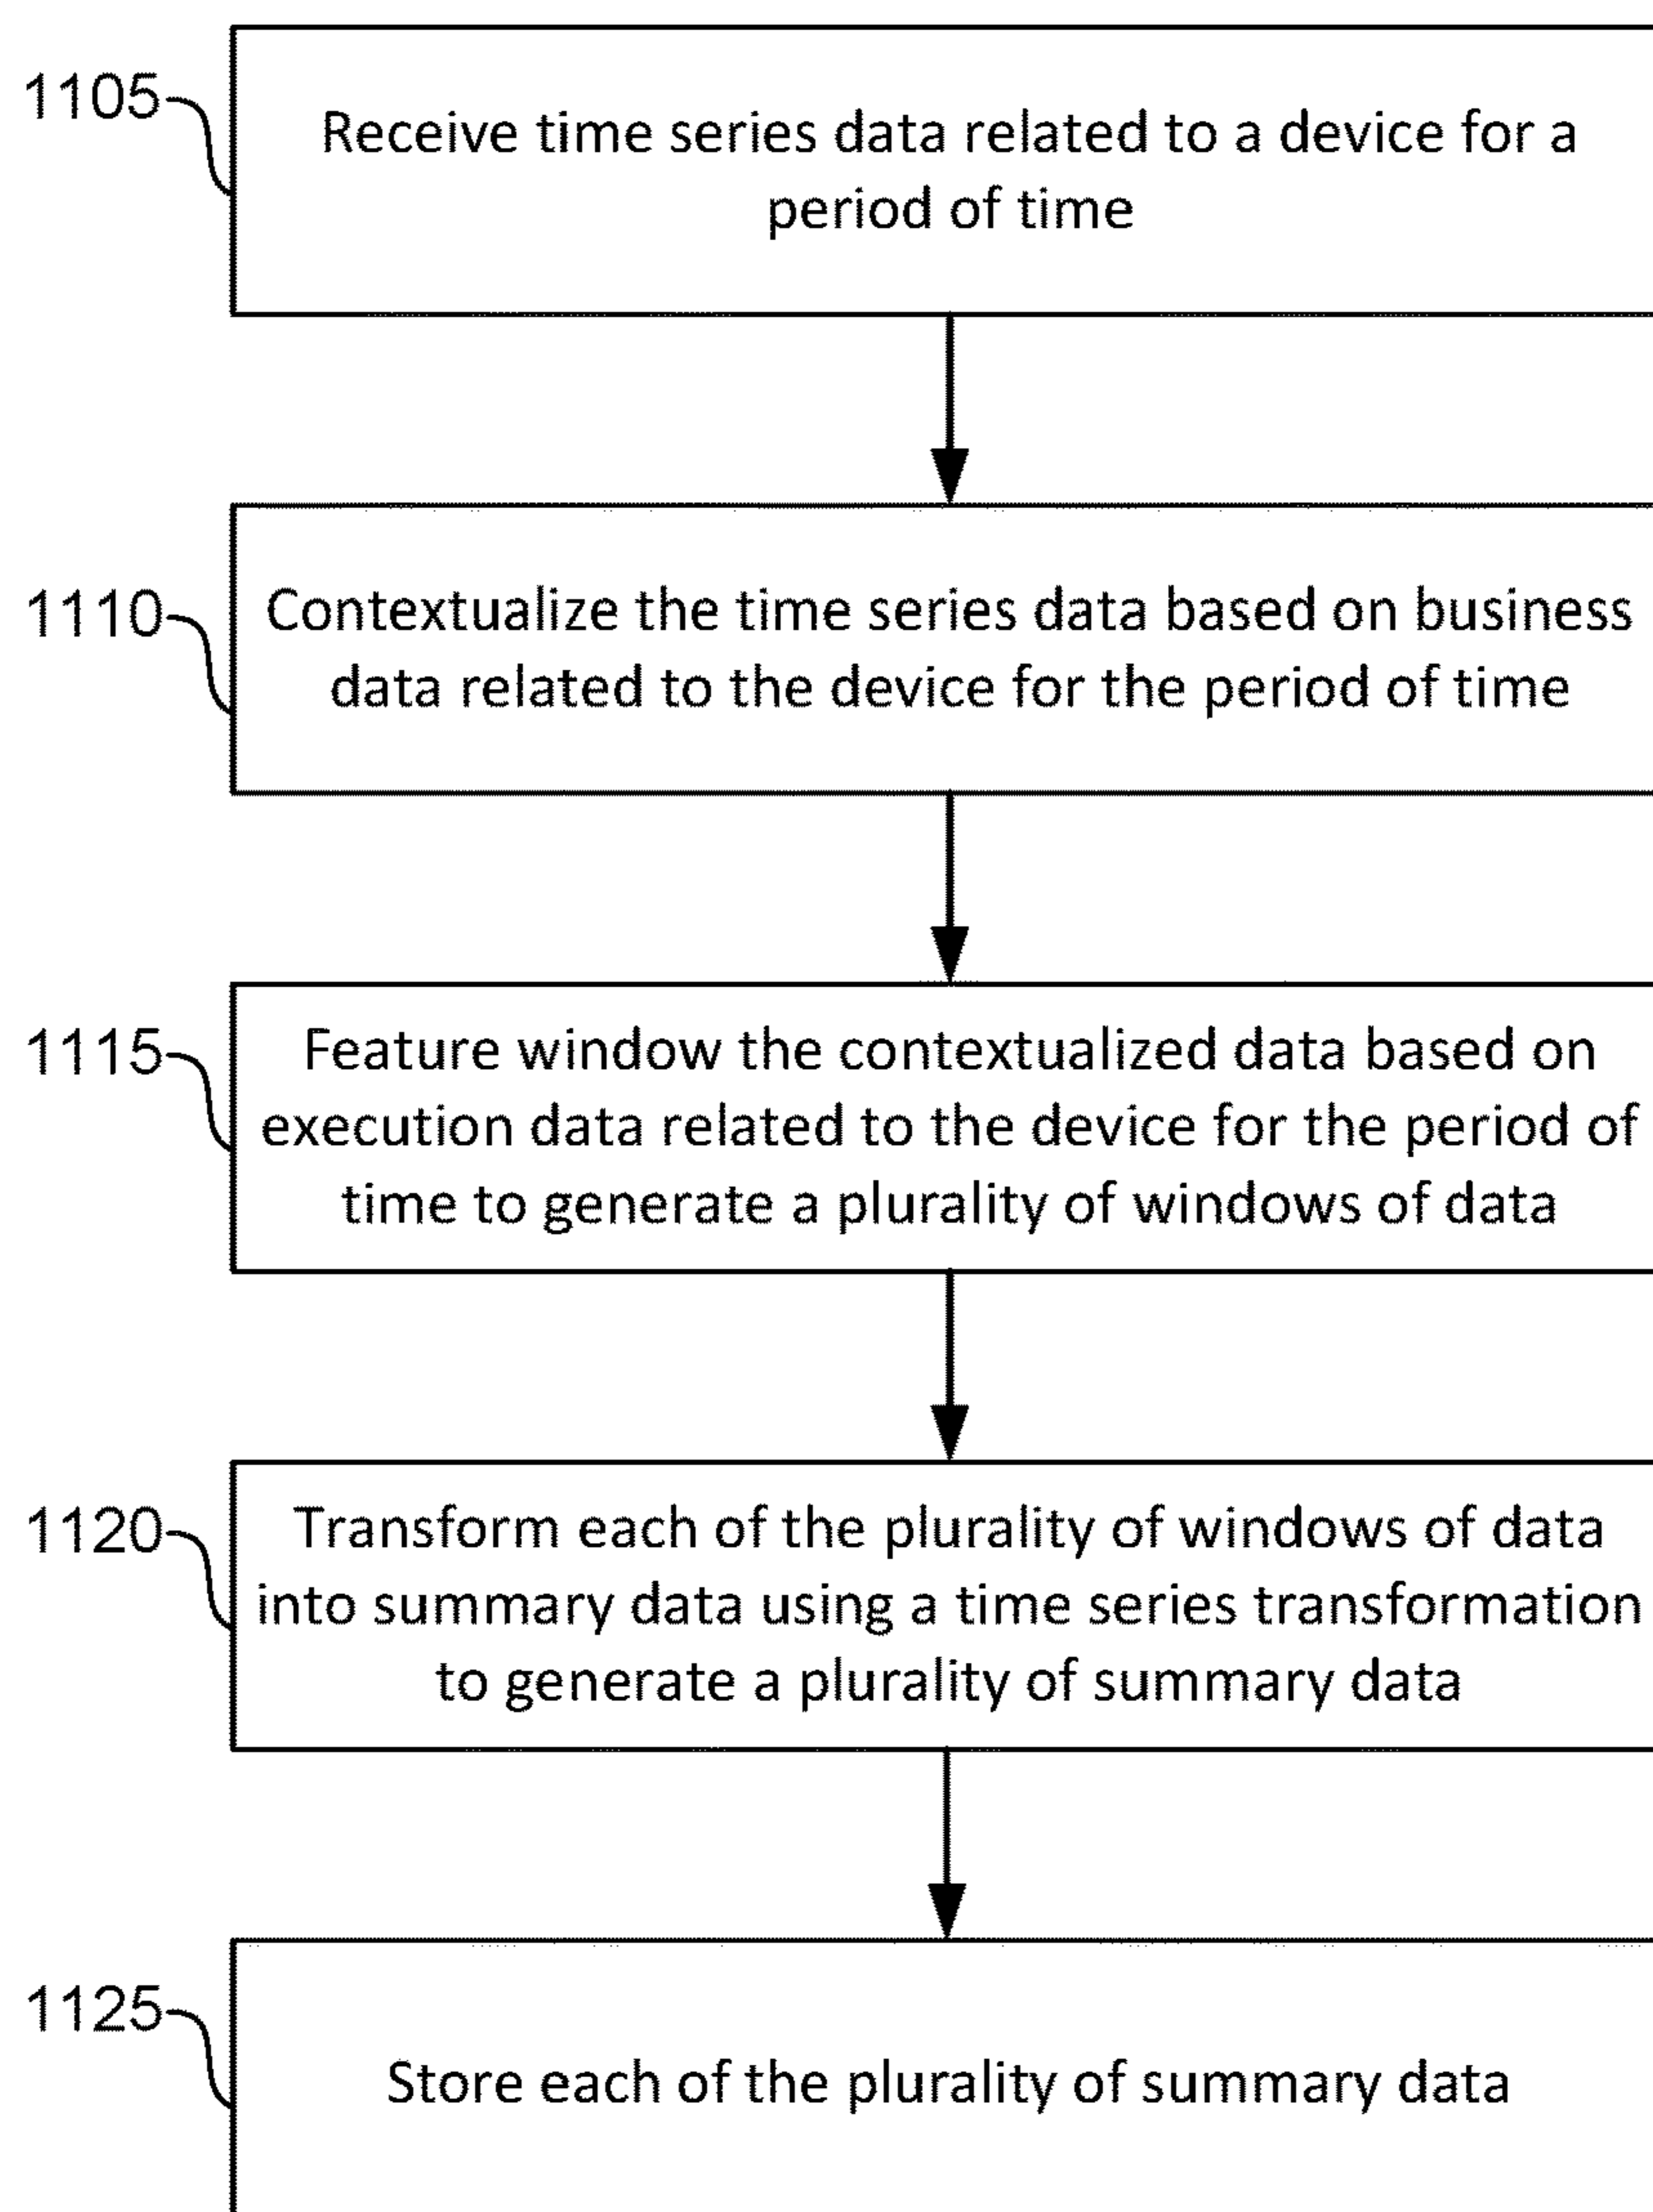 1105
Receive time series data related to a device for a
period of time
1110
Contextualize the time series data based on business
data related to the device for the period of time
1115
Feature window the contextualized data based on
execution data related to the device for the period of
time to generate a plurality of windows of data
1120
Transform each of the plurality of windows of data
into summary data using a time series transformation
to generate a plurality of summary data
1125
Store each of the plurality of summary data